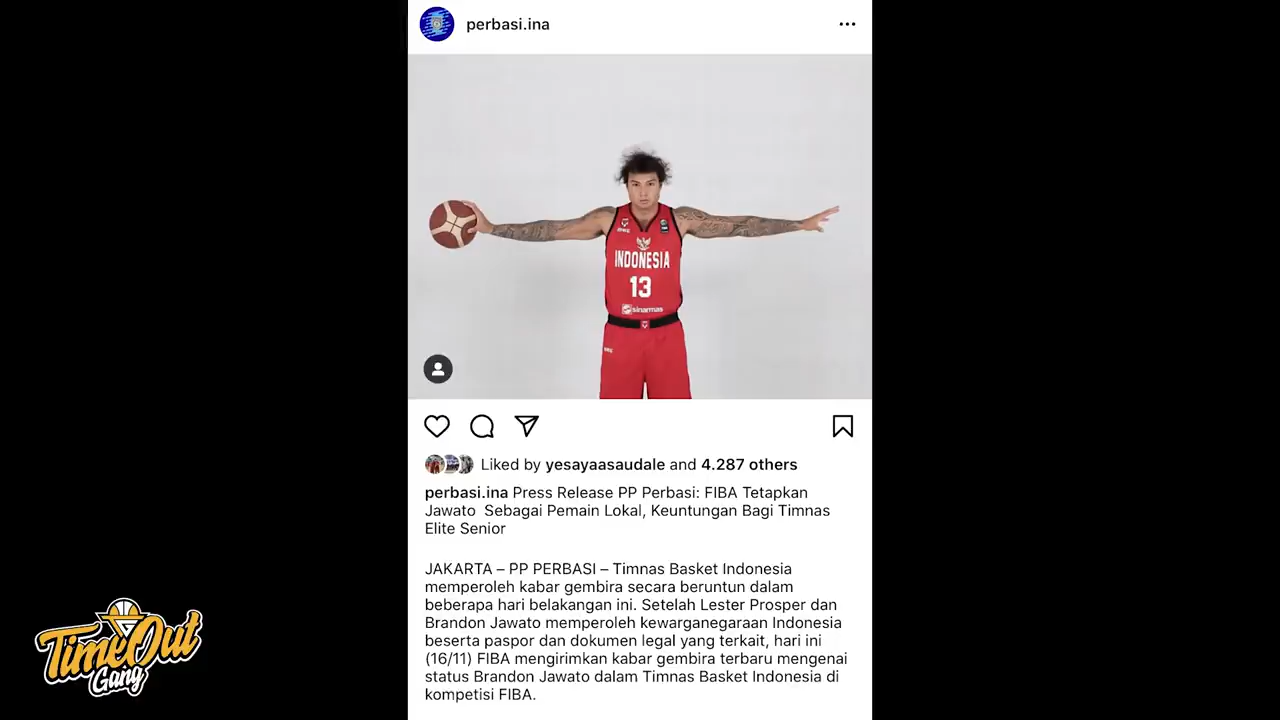 perbasi.ina
INDONESIA
13
sinarmas
Liked by yesayaasaudale and 4.287 others
perbasi.ina Press Release PP Perbasi: FIBA Tetapkan
Jawato Sebagai Pemain Lokal, Keuntungan Bagi Timnas
Elite Senior
JAKARTA – PP PERBASI – Timnas Basket Indonesia
memperoleh kabar gembira secara beruntun dalam
beberapa hari belakangan ini. Setelah Lester Prosper dan
Brandon Jawato memperoleh kewarganegaraan Indonesia
beserta paspor dan dokumen legal yang terkait, hari ini
(16/11) FIBA mengirimkan kabar gembira terbaru mengenai
status Brandon Jawato dalam Timnas Basket Indonesia di
kompetisi FIBA.
TimeOut
Gang